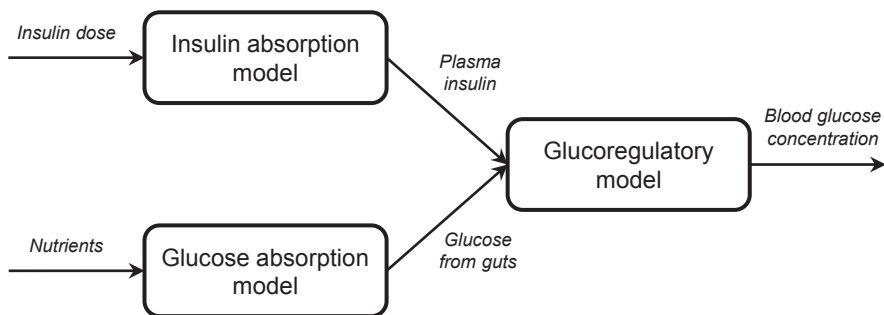 Insulin dose
Insulin absorption
model
Plasma
insulin
Blood glucose
concentration
Glucoregulatory
model
Nutrients
Glucose absorption
model
Glucose
from guts